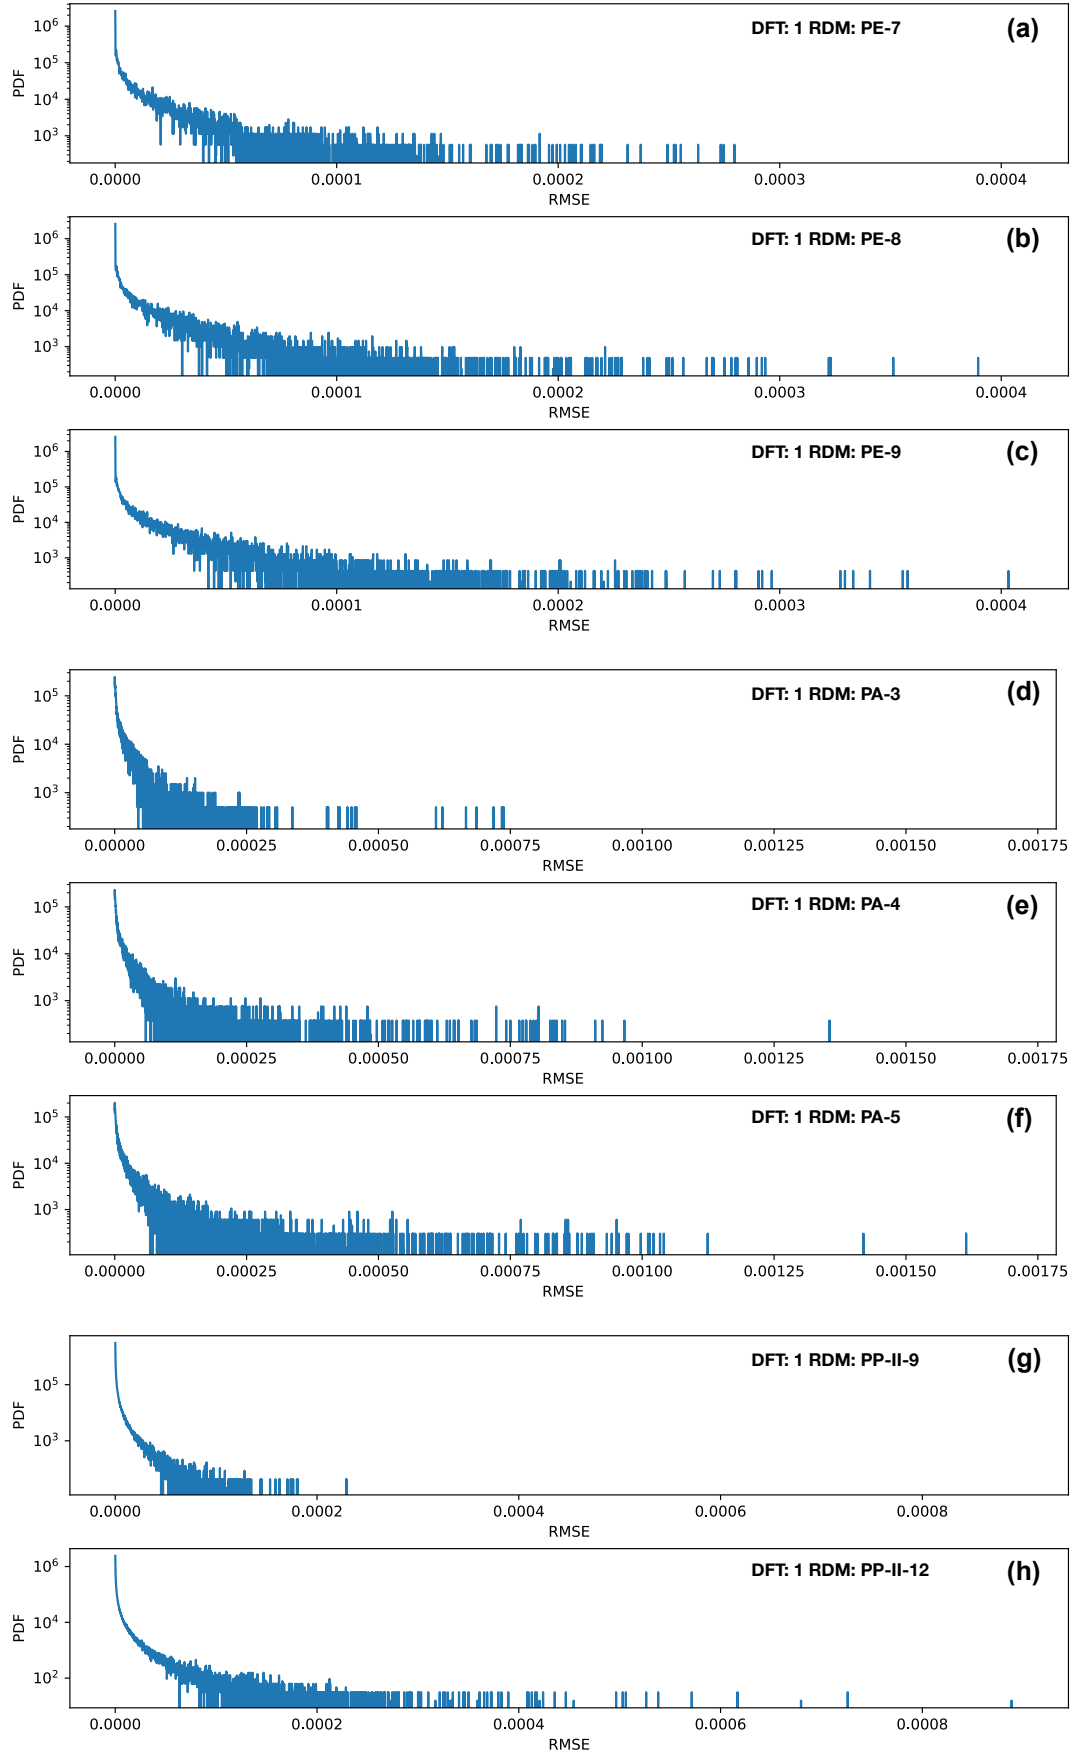 DFT: 1 RDM: PE-7 (a)
PDF
10^6
10^5
10^4
10^3
0.0000 0.0001 0.0002 0.0003 0.0004
RMSE
DFT: 1 RDM: PE-8 (b)
PDF
10^6
10^5
10^4
10^3
0.0000 0.0001 0.0002 0.0003 0.0004
RMSE
DFT: 1 RDM: PE-9 (c)
PDF
10^6
10^5
10^4
10^3
0.0000 0.0001 0.0002 0.0003 0.0004
RMSE
DFT: 1 RDM: PA-3 (d)
PDF
10^5
10^4
10^3
0.00000 0.00025 0.00050 0.00075 0.00100 0.00125 0.00150 0.00175
RMSE
DFT: 1 RDM: PA-4 (e)
PDF
10^5
10^4
10^3
0.00000 0.00025 0.00050 0.00075 0.00100 0.00125 0.00150 0.00175
RMSE
DFT: 1 RDM: PA-5 (f)
PDF
10^5
10^4
10^3
0.00000 0.00025 0.00050 0.00075 0.00100 0.00125 0.00150 0.00175
RMSE
DFT: 1 RDM: PP-II-9 (g)
PDF
10^5
10^3
0.0000 0.0002 0.0004 0.0006 0.0008
RMSE
DFT: 1 RDM: PP-II-12 (h)
PDF
10^6
10^4
10^2
0.0000 0.0002 0.0004 0.0006 0.0008
RMSE